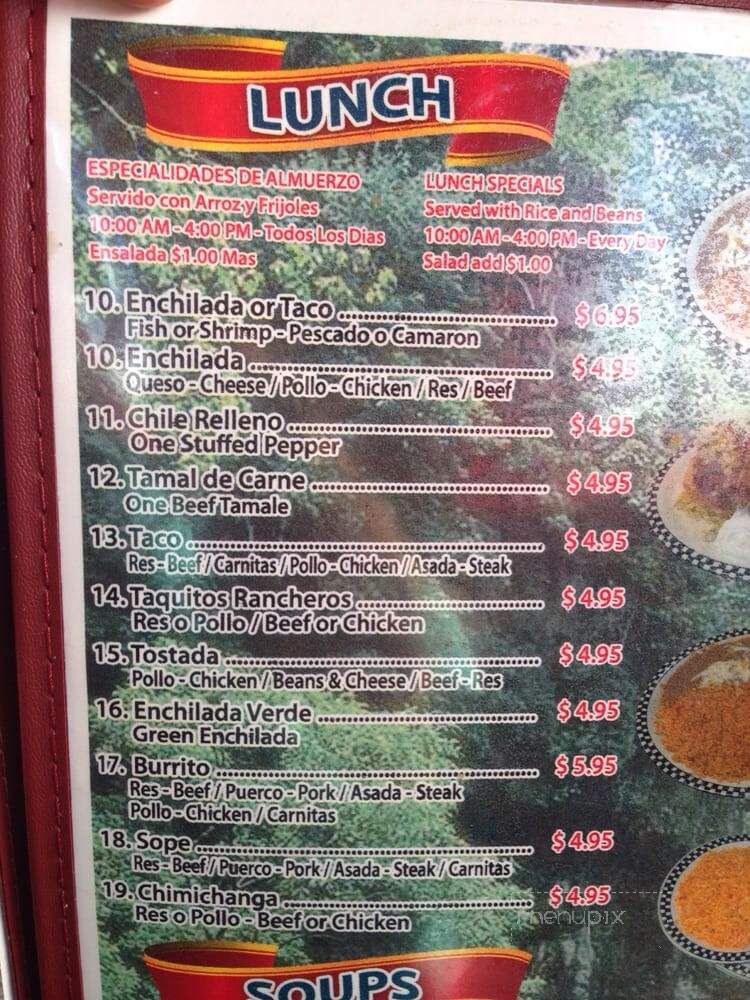 LUNCH
ESPECIALIDADES DE ALMUERZO
Servido con Arroz y Frijoles
10:00 AM - 4:00 PM - Todos Los Dias
Ensalada $1.00 Mas
LUNCH SPECIALS
Served with Rice and Beans
10:00 AM - 4:00 PM - Every Day
Salad add $1.00
10. Enchilada or Taco ........ $6.95
Fish or Shrimp - Pescado o Camaron
10. Enchilada ........ $4.95
Queso - Cheese / Pollo - Chicken / Res / Beef
11. Chile Relleno ........ $4.95
One Stuffed Pepper
12. Tamal de Carne ........ $4.95
One Beef Tamale
13. Taco ........ $4.95
Res - Beef / Carnitas / Pollo - Chicken / Asada - Steak
14. Taquitos Rancheros ........ $4.95
Res o Pollo / Beef or Chicken
15. Tostada ........ $4.95
Pollo - Chicken / Beans & Cheese / Beef - Res
16. Enchilada Verde ........ $4.95
Green Enchilada
17. Burrito ........ $5.95
Res - Beef / Puerco - Pork / Asada - Steak
Pollo - Chicken / Carnitas
18. Sope ........ $4.95
Res - Beef / Puerco - Pork / Asada - Steak / Carnitas
19. Chimichanga ........ $4.95
Res o Pollo - Beef or Chicken
menupix
SOUPS